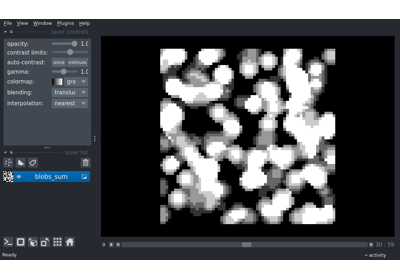 File View Window Plugins Help
layer controls
opacity: 1.0
contrast limits:
auto-contrast: once continuous
gamma: 1.0
colormap: gra
blending: translu
interpolation: nearest
layer list
blobs_sum
30 59
Ready
activity